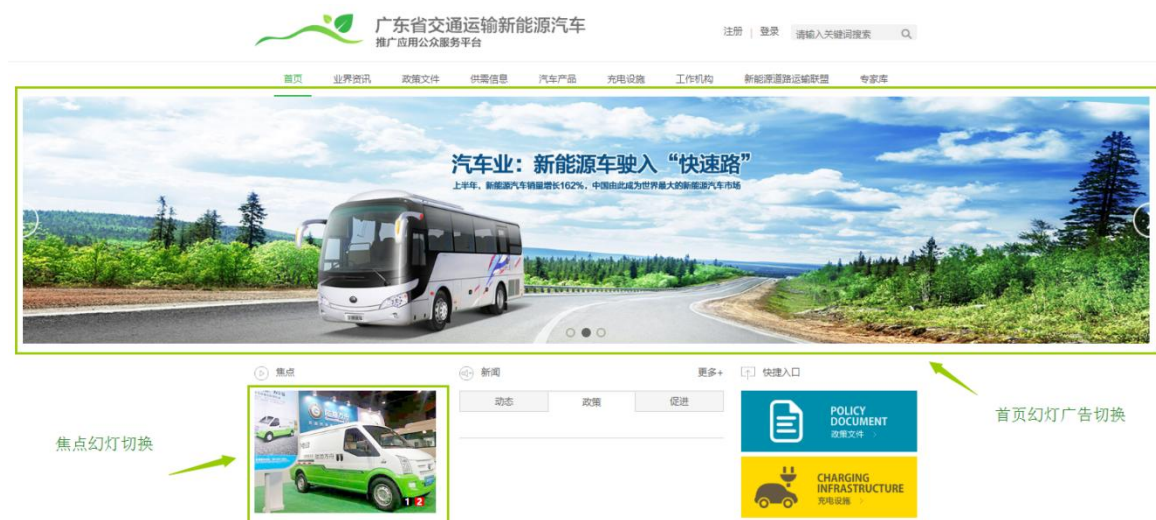 广东省交通运输新能源汽车
推广应用公众服务平台
注册 | 登录 请输入关键词搜索
首页 业界资讯 政策文件 供需信息 汽车产品 充电设施 工作机构 新能源道路运输联盟 专家库
汽车业：新能源车驶入“快速路”
上半年，新能源汽车销量增长162%，中国由此成为世界最大的新能源汽车市场
焦点 新闻 更多+ 快捷入口
动态 政策 促进
POLICY
DOCUMENT
政策文件 >
首页幻灯广告切换
焦点幻灯切换
CHARGING
INFRASTRUCTURE
充电设施 >
1 2